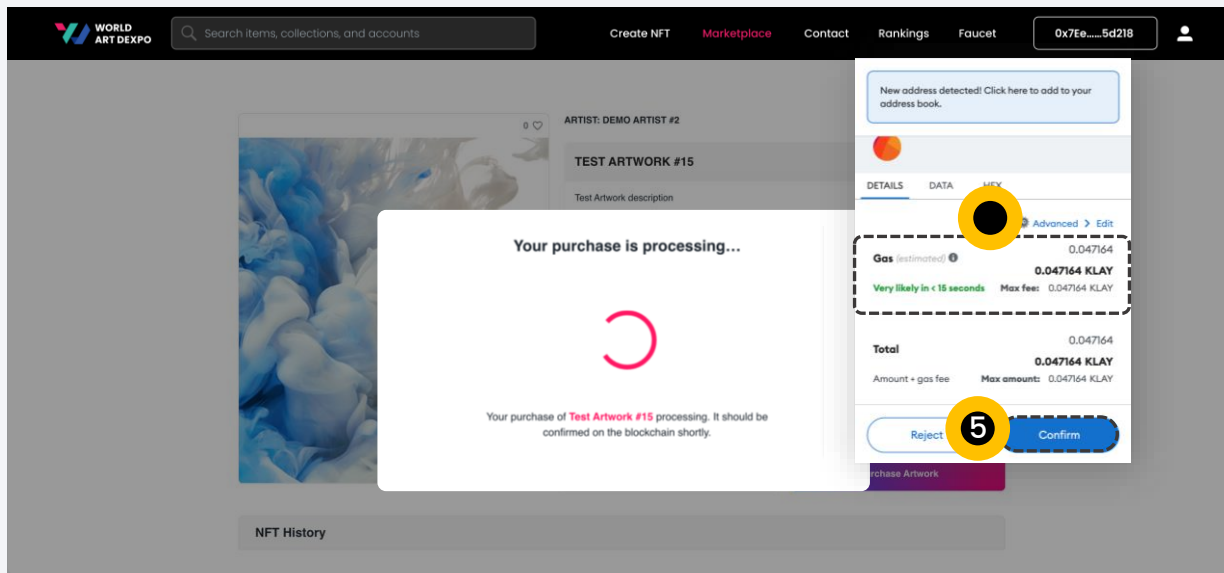 WORLD
ART DEXPO
Search items, collections, and accounts
Create NFT
Marketplace
Contact
Rankings
Faucet
0x7Ee......5d218
New address detected! Click here to add to your
address book.
0
ARTIST: DEMO ARTIST #2
TEST ARTWORK #15
Test Artwork description
DETAILS
DATA
HEX
Advanced > Edit
Your purchase is processing...
Gas (estimated)
0.047164
0.047164 KLAY
Very likely in < 15 seconds
Max fee: 0.047164 KLAY
Total
0.047164
0.047164 KLAY
Amount + gas fee
Max amount: 0.047164 KLAY
Your purchase of Test Artwork #15 processing. It should be
confirmed on the blockchain shortly.
Reject
5
Confirm
rchase Artwork
NFT History